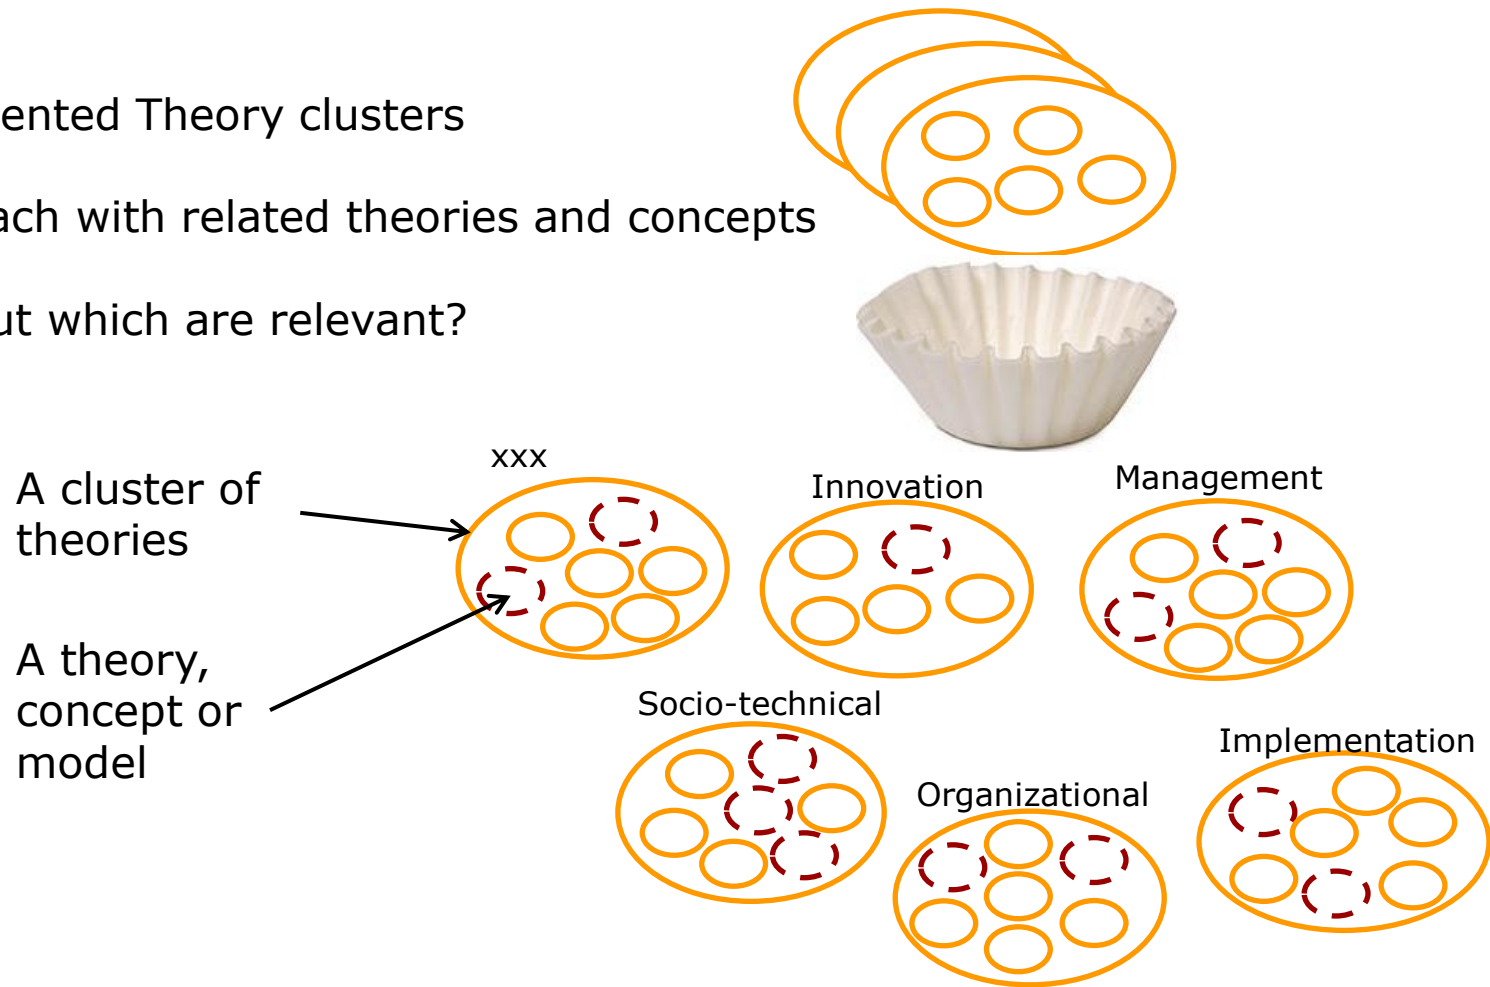 ented Theory clusters
ach with related theories and concepts
ut which are relevant?
xxx
A cluster of
theories
Innovation
Management
A theory,
concept or
model
Socio-technical
Implementation
Organizational